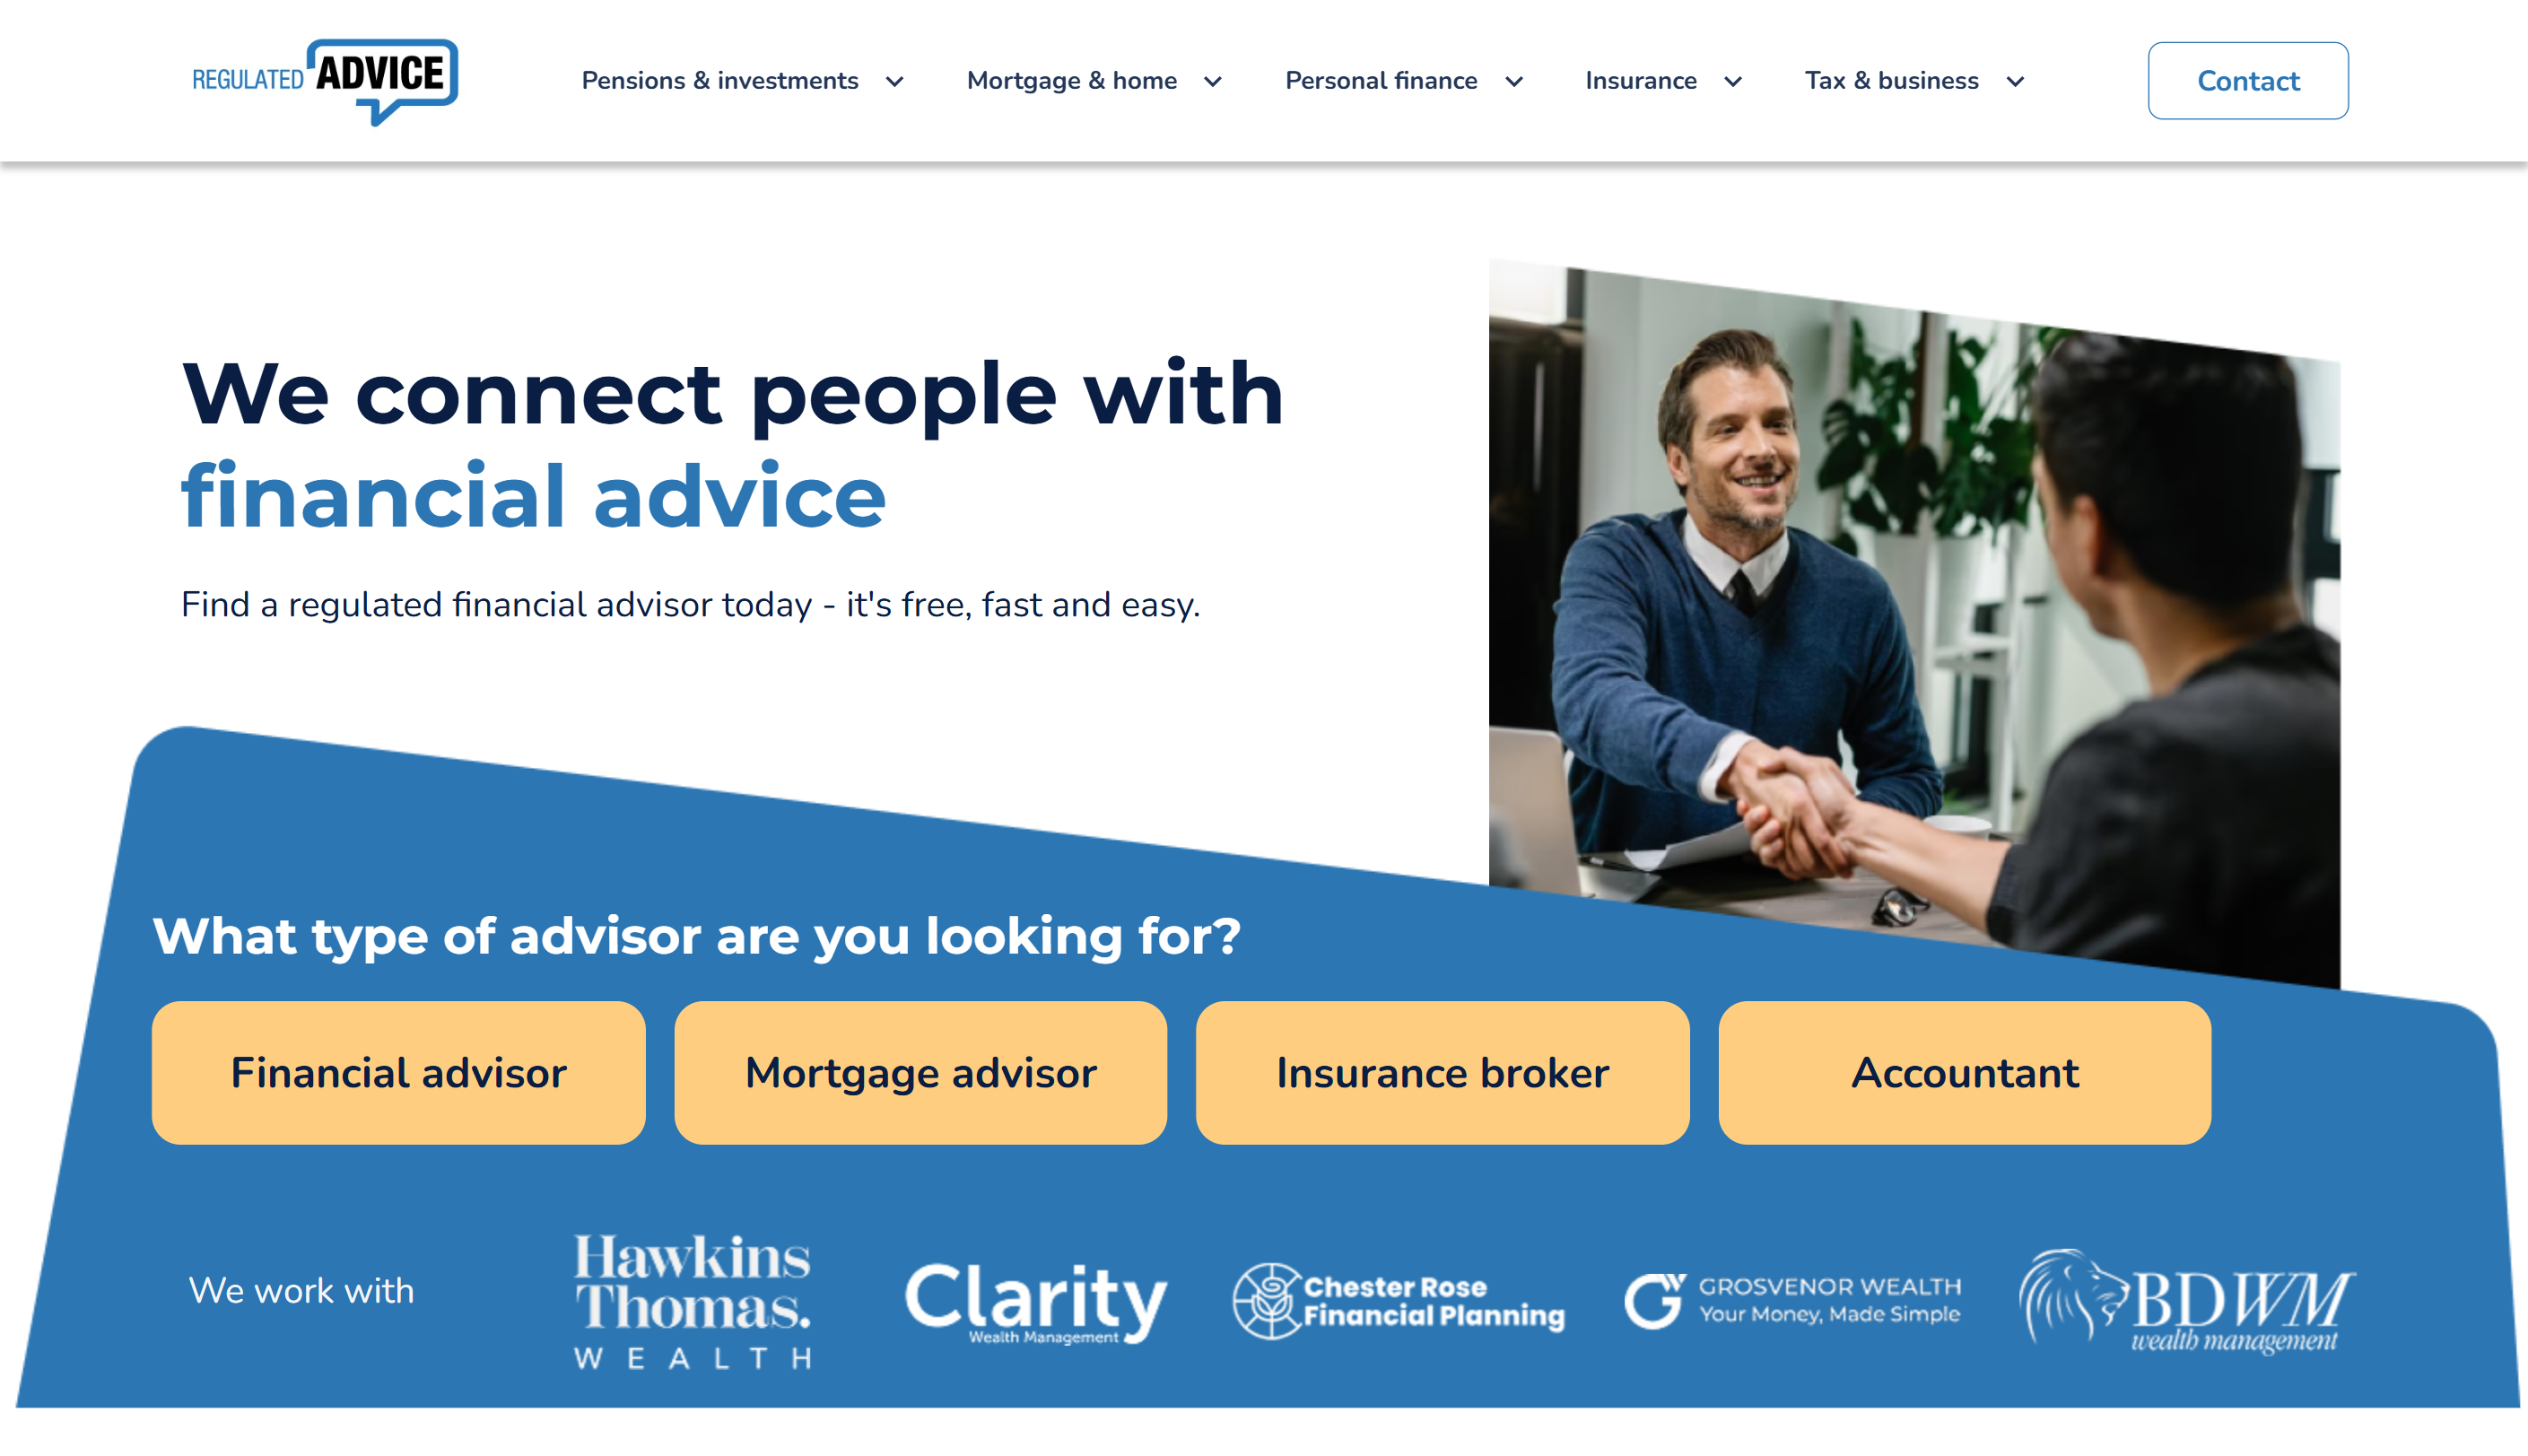 REGULATED ADVICE
Pensions & investments
Mortgage & home
Personal finance
Insurance
Tax & business
Contact
We connect people with
financial advice
Find a regulated financial advisor today - it's free, fast and easy.
What type of advisor are you looking for?
Financial advisor
Mortgage advisor
Insurance broker
Accountant
We work with
Hawkins
Thomas.
WEALTH
Clarity
Wealth Management
Chester Rose
Financial Planning
GROSVENOR WEALTH
Your Money, Made Simple
BDWM
wealth management